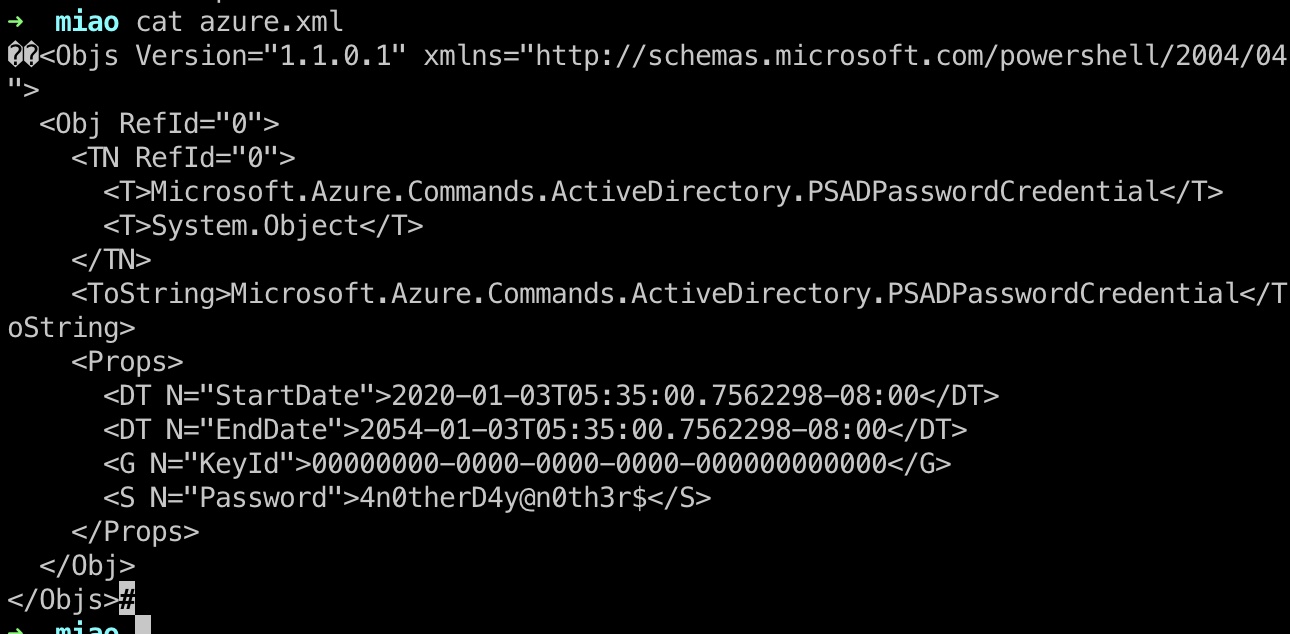 ➜  miao cat azure.xml
��<Objs Version="1.1.0.1" xmlns="http://schemas.microsoft.com/powershell/2004/04
">
  <Obj RefId="0">
    <TN RefId="0">
      <T>Microsoft.Azure.Commands.ActiveDirectory.PSADPasswordCredential</T>
      <T>System.Object</T>
    </TN>
    <ToString>Microsoft.Azure.Commands.ActiveDirectory.PSADPasswordCredential</T
oString>
    <Props>
      <DT N="StartDate">2020-01-03T05:35:00.7562298-08:00</DT>
      <DT N="EndDate">2054-01-03T05:35:00.7562298-08:00</DT>
      <G N="KeyId">00000000-0000-0000-0000-000000000000</G>
      <S N="Password">4n0therD4y@n0th3r$</S>
    </Props>
  </Obj>
</Objs>#
➜  miao